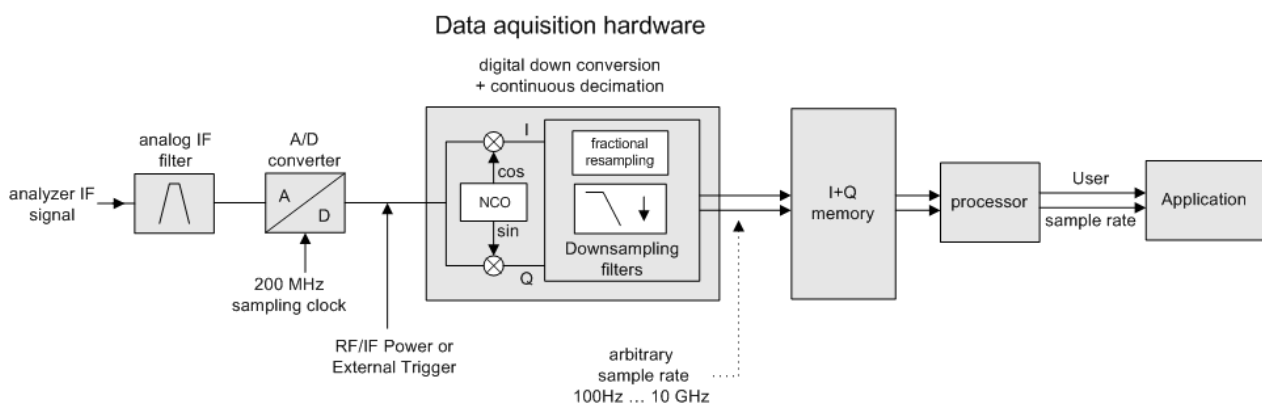 Data aquisition hardware
digital down conversion
+ continuous decimation
analog IF
filter
A/D
converter
analyzer IF
signal
A
D
200 MHz
sampling clock
RF/IF Power or
External Trigger
I
cos
NCO
sin
Q
fractional
resampling
Downsampling
filters
arbitrary
sample rate
100Hz ... 10 GHz
I+Q
memory
processor
User
sample rate
Application